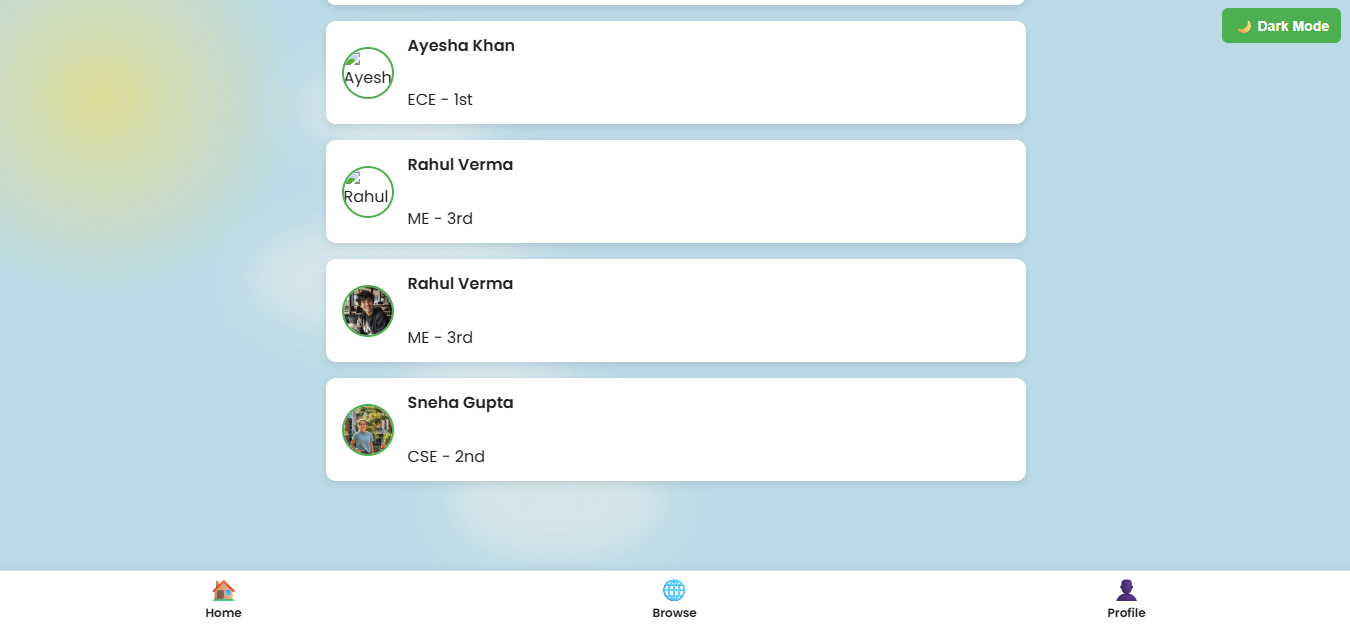 🌙 Dark Mode
Ayesha Khan
Ayesh
ECE - 1st
Rahul Verma
Rahul
ME - 3rd
Rahul Verma
ME - 3rd
Sneha Gupta
CSE - 2nd
Home
Browse
Profile